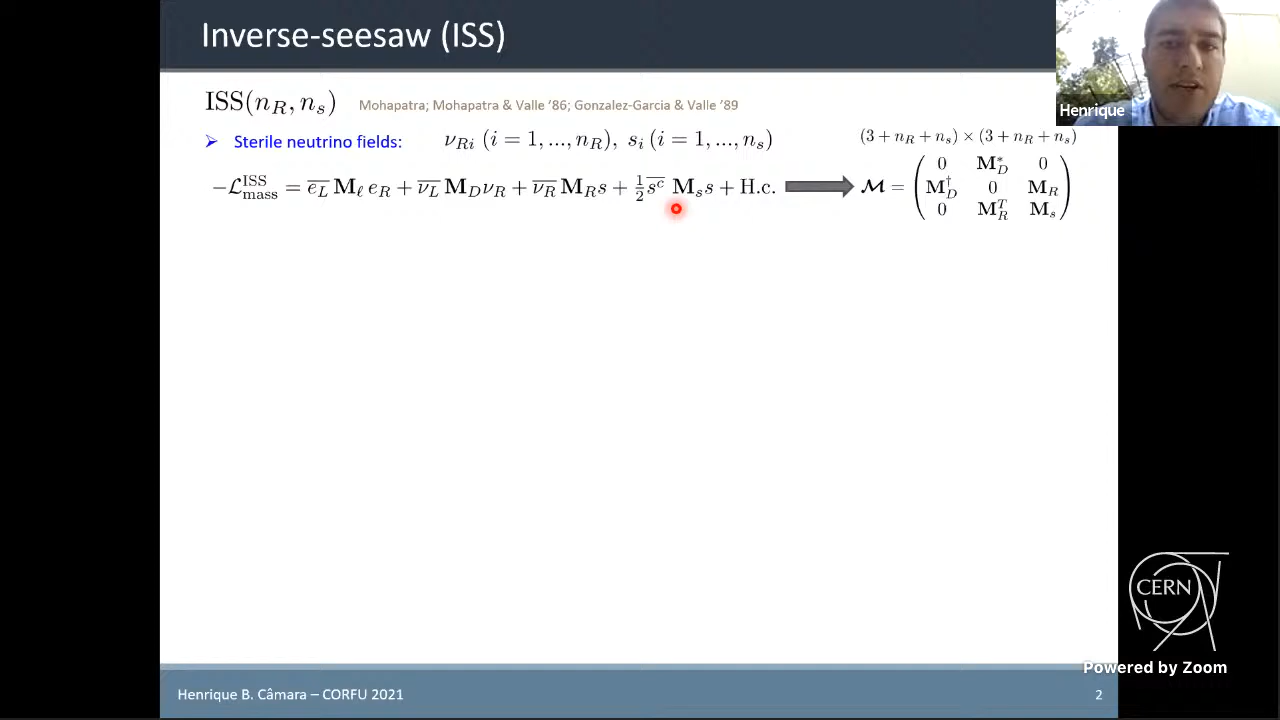 Inverse-seesaw (ISS)
ISS(n_R, n_s) Mohapatra; Mohapatra & Valle ‘86; Gonzalez-Garcia & Valle ’89
Henrique
➢ Sterile neutrino fields: ν_{Ri} (i = 1, ..., n_R), s_i (i = 1, ..., n_s)
(3 + n_R + n_s) × (3 + n_R + n_s)
−ℒ^{ISS}_{mass} = \overline{e_L} M_ℓ e_R + \overline{ν_L} M_D ν_R + \overline{ν_R} M_R s + \frac{1}{2} \overline{s^c} M_s s + H.c.
ℳ = ( 0 M_D^* 0
M_D^† 0 M_R
0 M_R^T M_s )
CERN
Powered by Zoom
Henrique B. Câmara – CORFU 2021 2